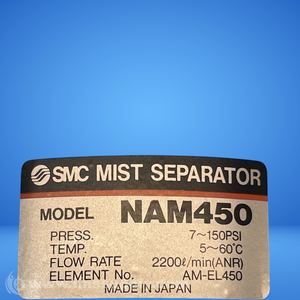 SMC MIST SEPARATOR
MODEL NAM450
PRESS. 7~150PSI
TEMP. 5~60℃
FLOW RATE 2200ℓ/min(ANR)
ELEMENT No. AM-EL450
MADE IN JAPAN